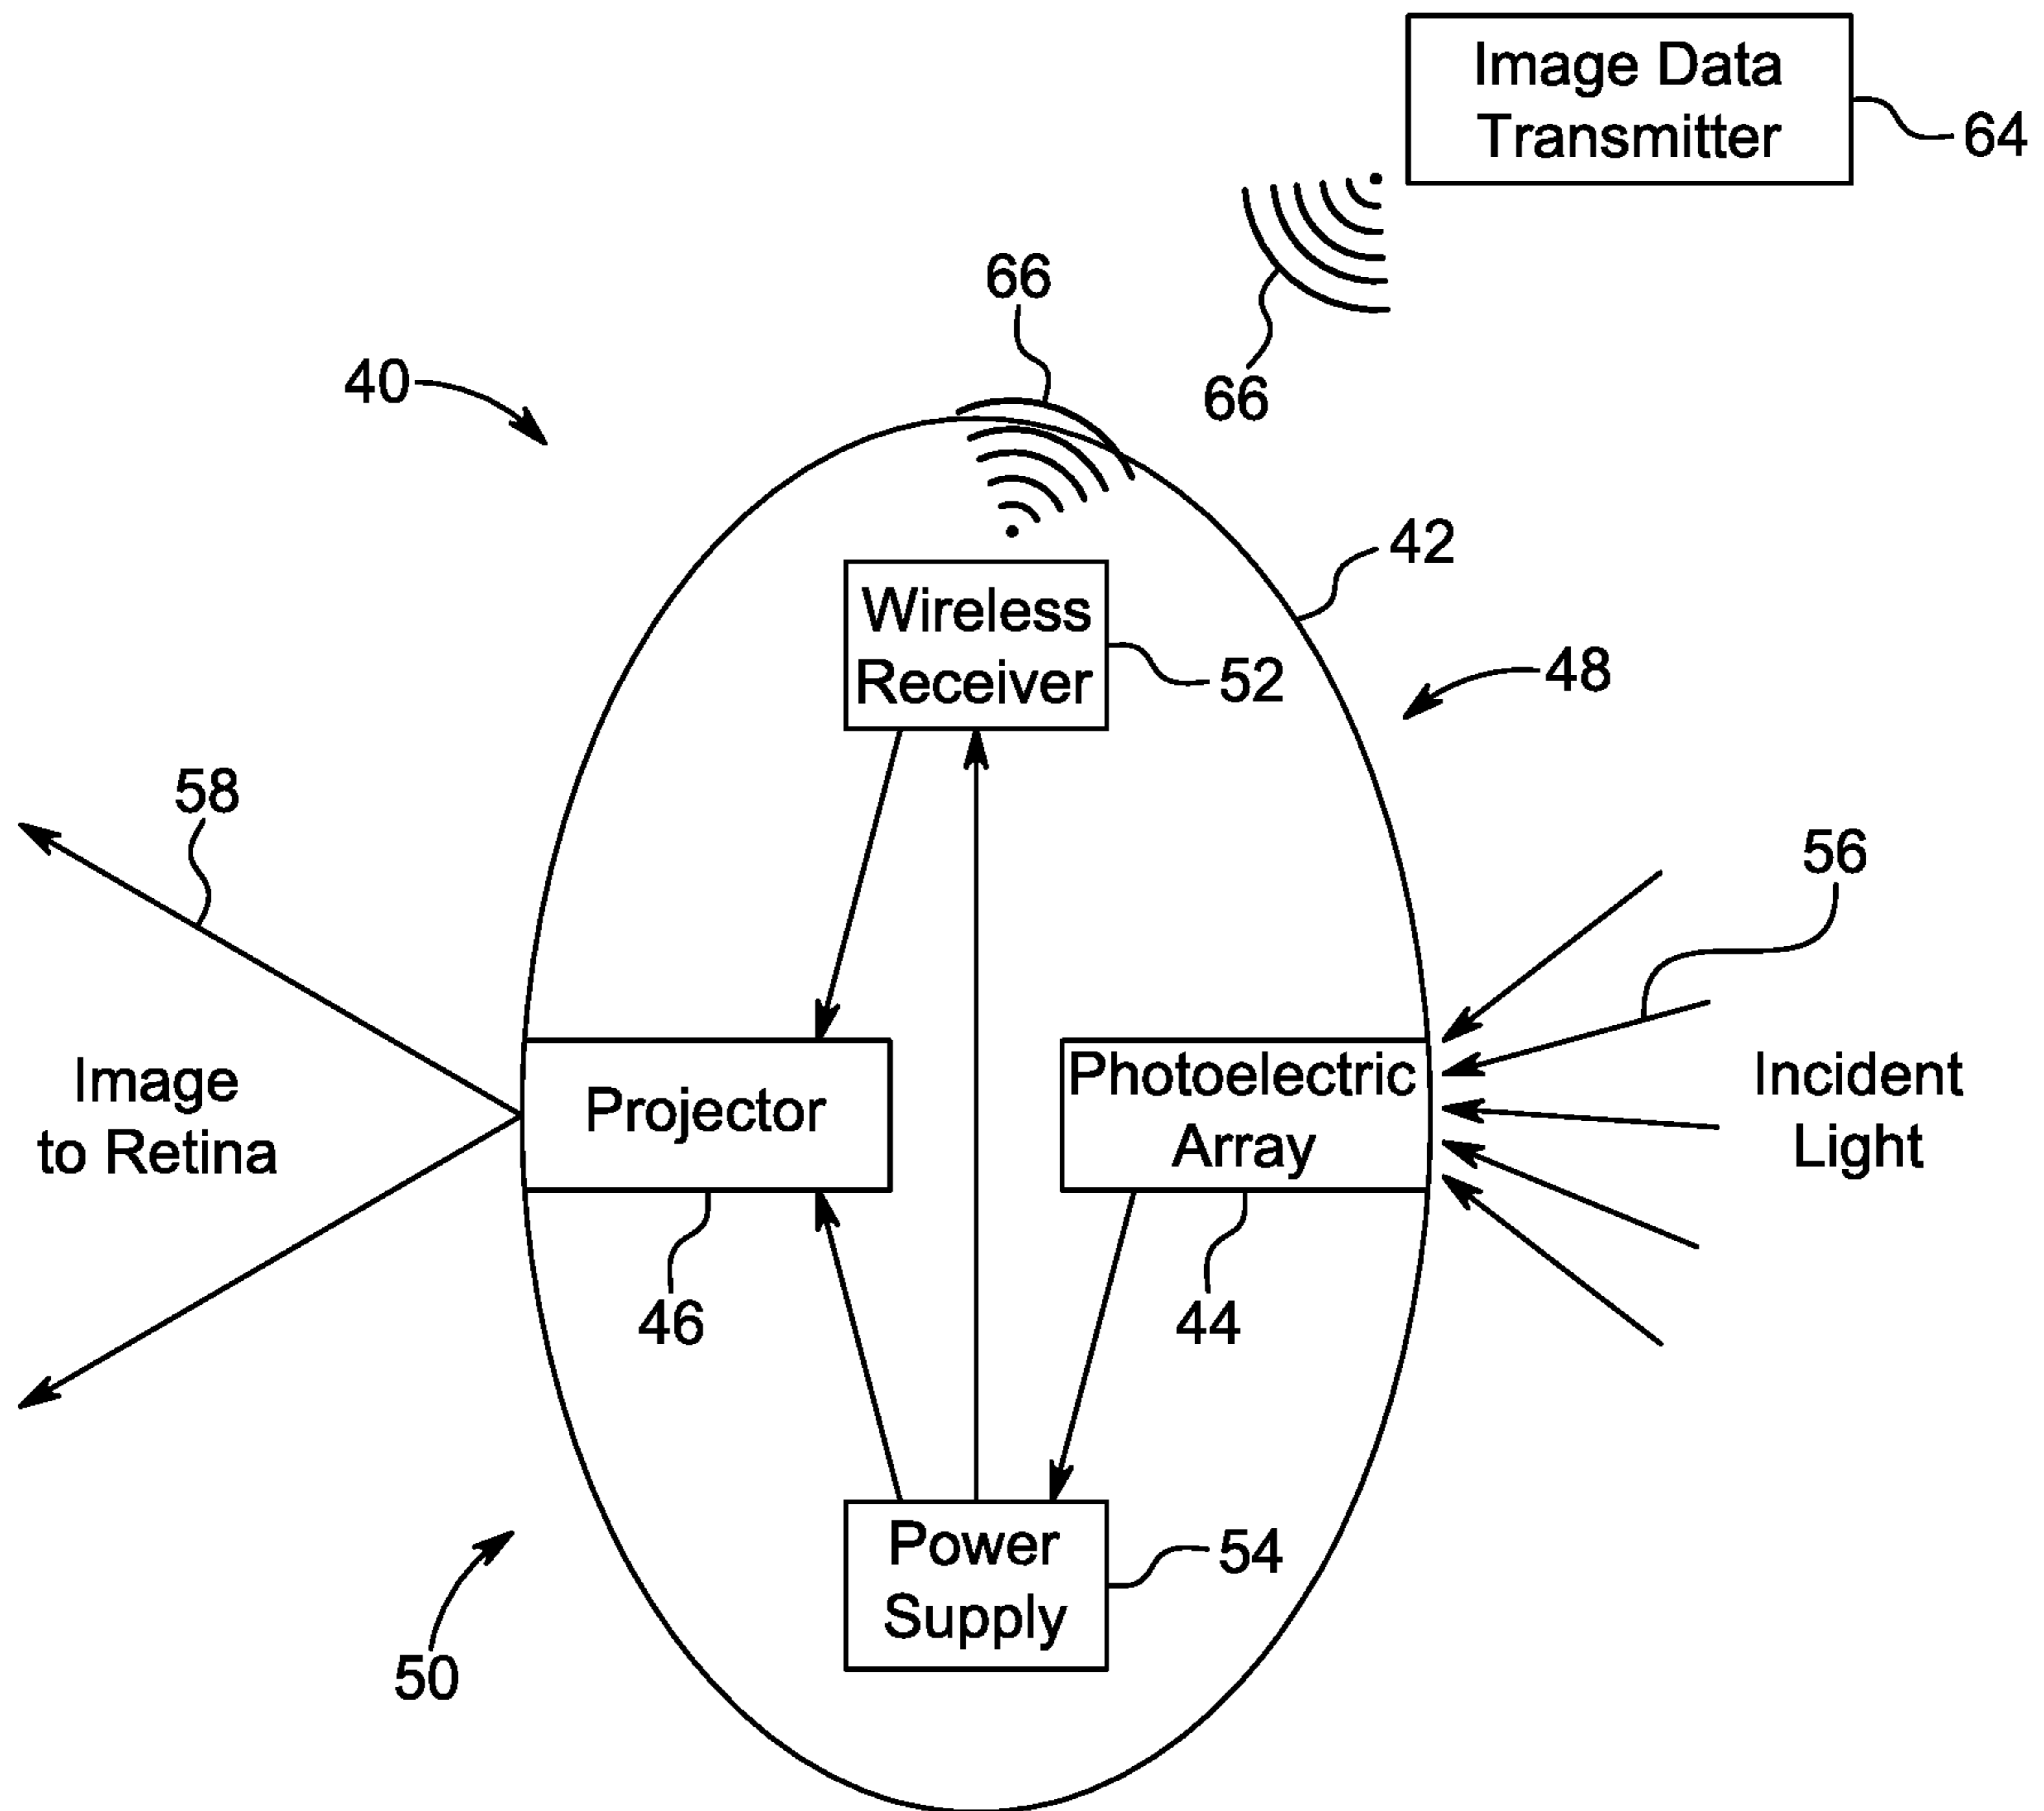 Image Data
Transmitter
64
66
66
40
42
Wireless
Receiver
52
48
58
56
Image
to Retina
Projector
Photoelectric
Array
Incident
Light
46
44
Power
Supply
54
50